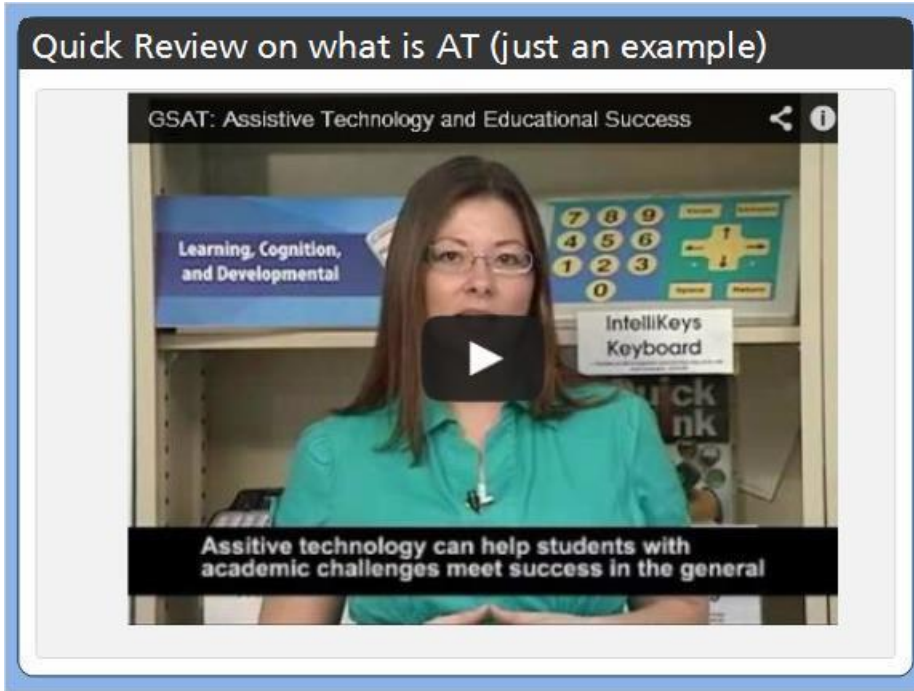 Quick Review on what is AT (just an example)
GSAT: Assistive Technology and Educational Success
Learning, Cognition,
and Developmental
7 8 9
4 5 6
1 2 3
0
Space Return
IntelliKeys
Keyboard
Assitive technology can help students with
academic challenges meet success in the general